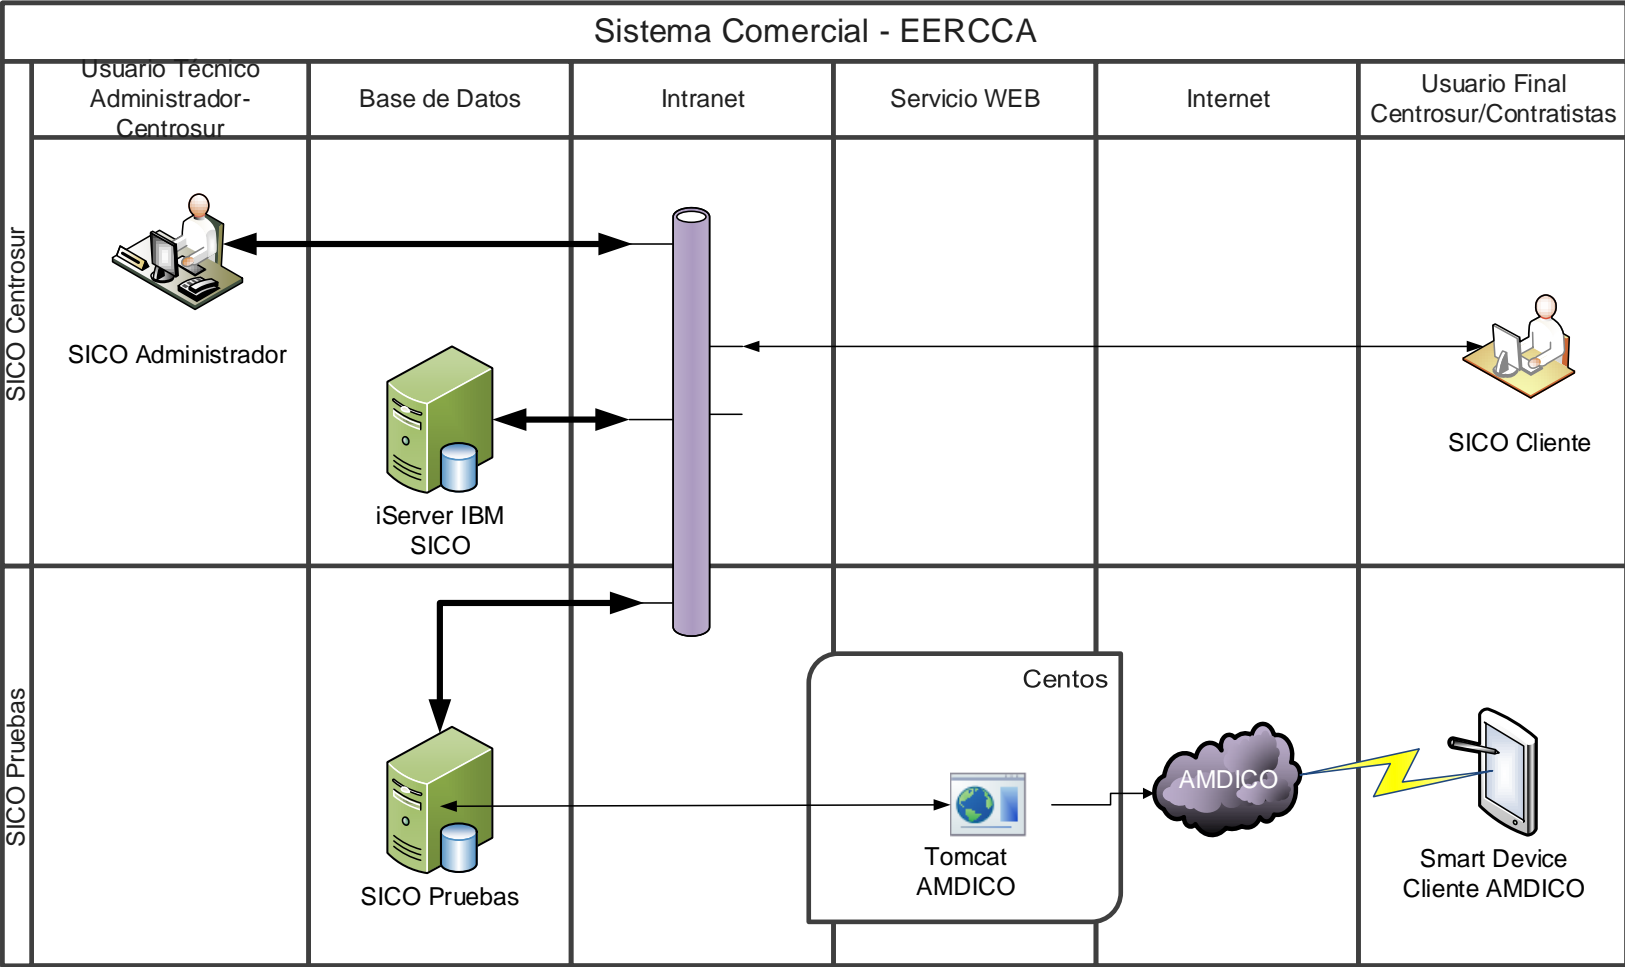 Sistema Comercial - EERCCA
Usuario Técnico
Administrador-
Centrosur
Base de Datos
Intranet
Servicio WEB
Internet
Usuario Final
Centrosur/Contratistas
SICO Centrosur
SICO Administrador
iServer IBM
SICO
SICO Cliente
SICO Pruebas
Centos
AMDICO
Tomcat
AMDICO
SICO Pruebas
Smart Device
Cliente AMDICO